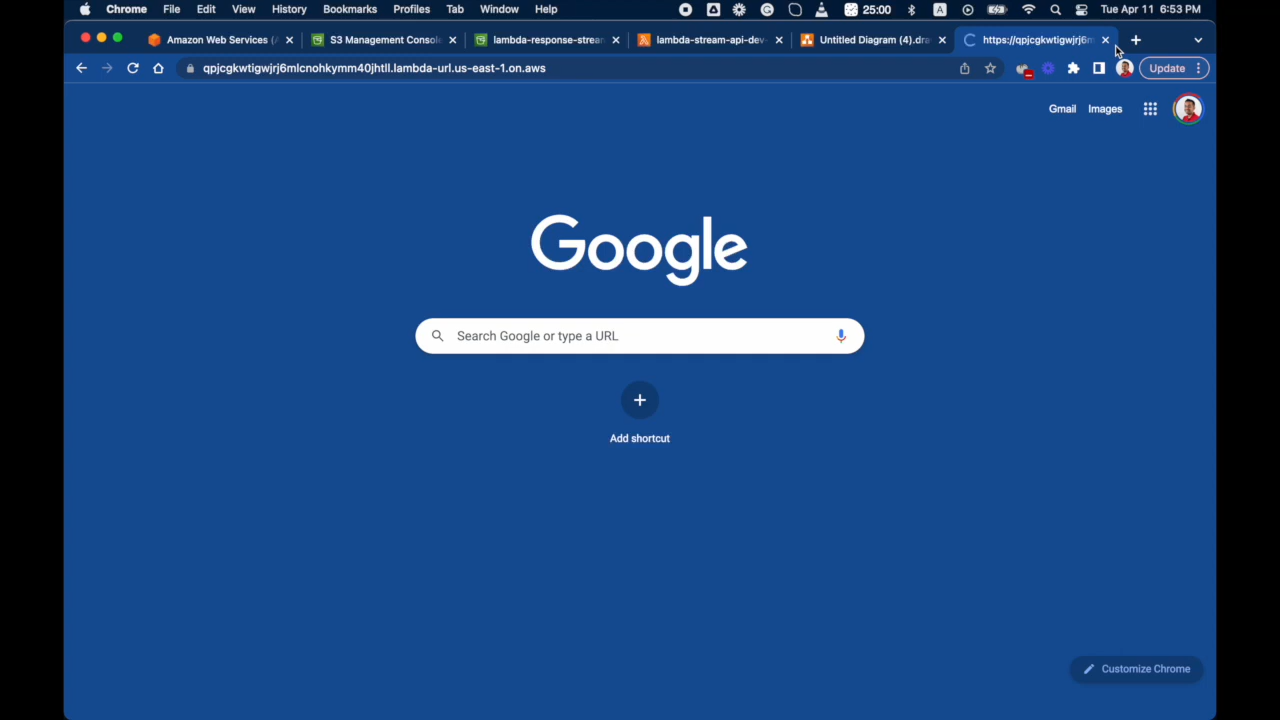 Chrome File Edit View History Bookmarks Profiles Tab Window Help A 25:00 A Tue Apr 11 6:53 PM
Amazon Web Services (A S3 Management Console lambda-response-stream lambda-stream-api-dev- Untitled Diagram (4).dra https://qpjcgkwtigwjrj6m
qpjcgkwtigwjrj6mlcnohkymm40jhtll.lambda-url.us-east-1.on.aws Update
Gmail Images
Google
Search Google or type a URL
Add shortcut
Customize Chrome